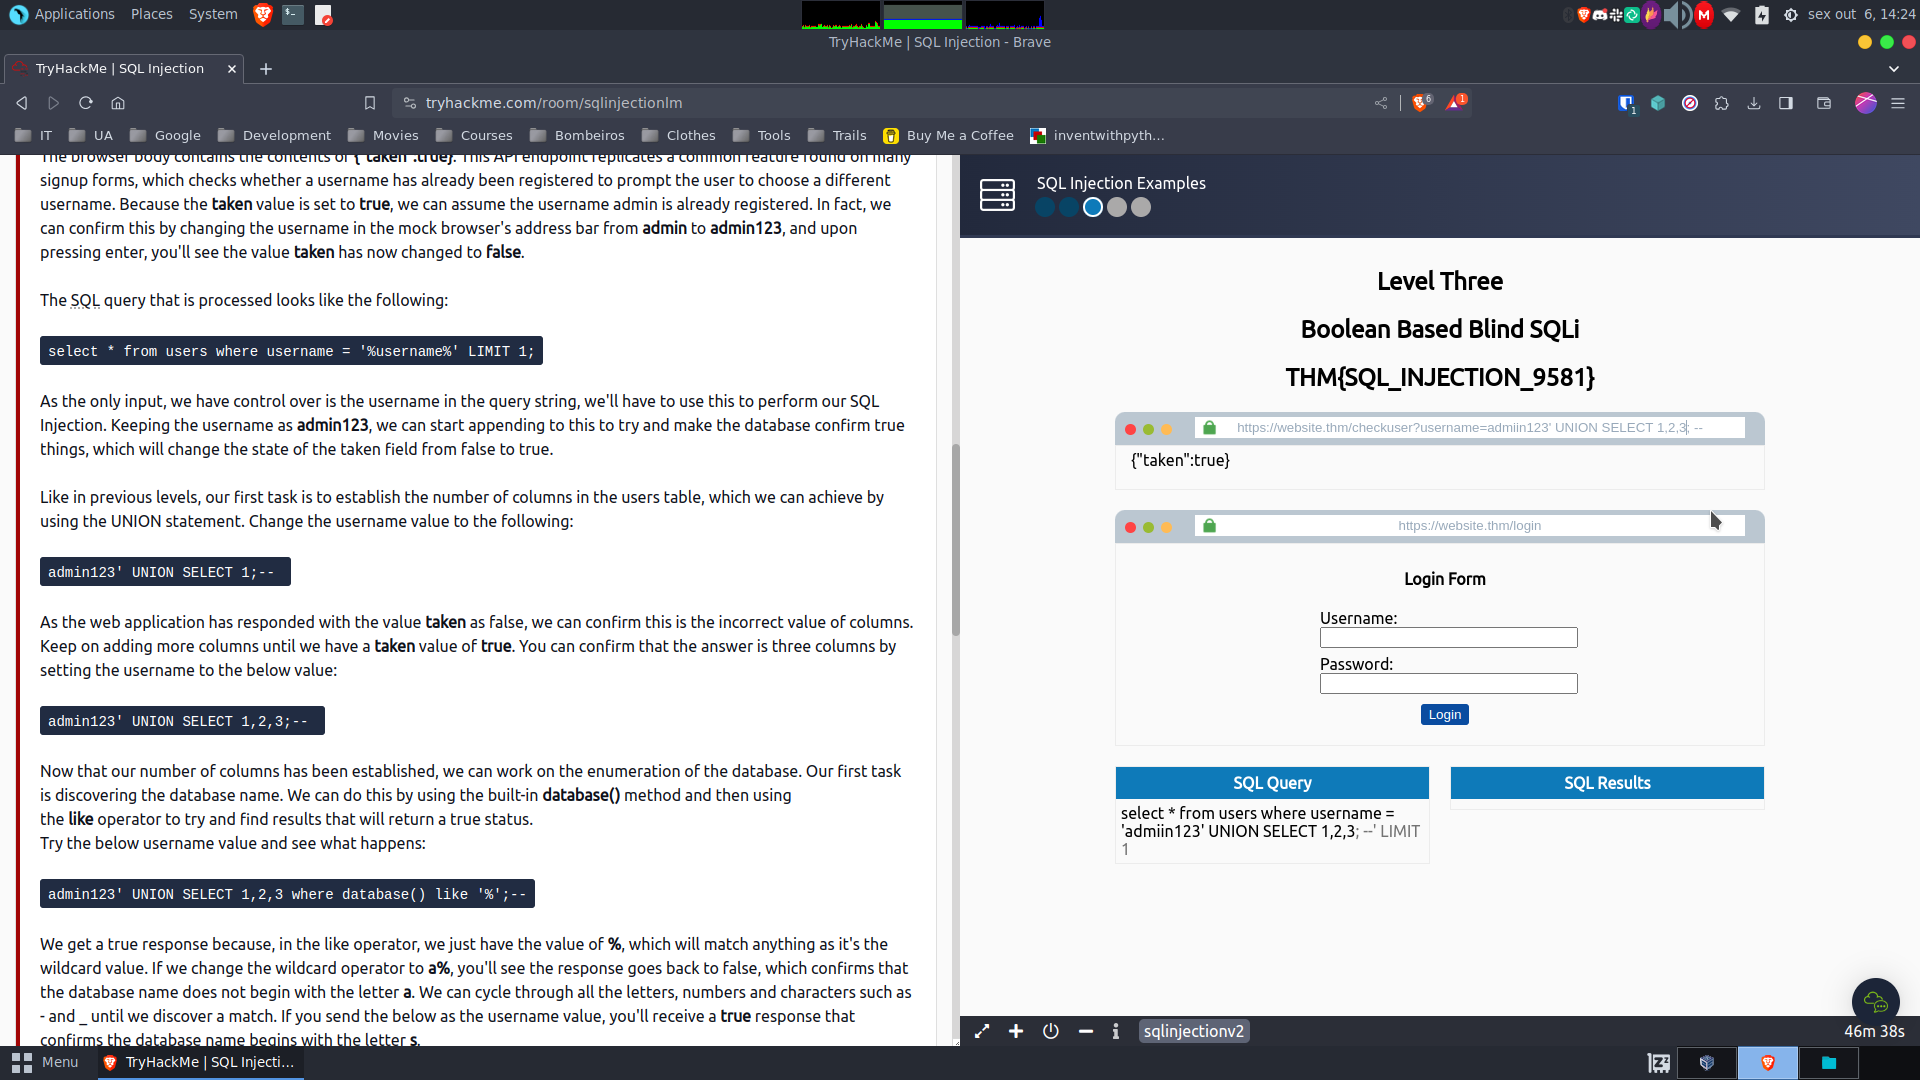 Applications Places System
sex out 6, 14:24
TryHackMe | SQL Injection - Brave
TryHackMe | SQL Injection
tryhackme.com/room/sqlinjectionlm
6
1
1
IT UA Google Development Movies Courses Bombeiros Clothes Tools Trails Buy Me a Coffee inventwithpyth...
The browser body contains the contents of {"taken":true}. This API endpoint replicates a common feature found on many
signup forms, which checks whether a username has already been registered to prompt the user to choose a different
username. Because the taken value is set to true, we can assume the username admin is already registered. In fact, we
can confirm this by changing the username in the mock browser's address bar from admin to admin123, and upon
pressing enter, you'll see the value taken has now changed to false.
The SQL query that is processed looks like the following:
select * from users where username = '%username%' LIMIT 1;
As the only input, we have control over is the username in the query string, we'll have to use this to perform our SQL
Injection. Keeping the username as admin123, we can start appending to this to try and make the database confirm true
things, which will change the state of the taken field from false to true.
Like in previous levels, our first task is to establish the number of columns in the users table, which we can achieve by
using the UNION statement. Change the username value to the following:
admin123' UNION SELECT 1;--
As the web application has responded with the value taken as false, we can confirm this is the incorrect value of columns.
Keep on adding more columns until we have a taken value of true. You can confirm that the answer is three columns by
setting the username to the below value:
admin123' UNION SELECT 1,2,3;--
Now that our number of columns has been established, we can work on the enumeration of the database. Our first task
is discovering the database name. We can do this by using the built-in database() method and then using
the like operator to try and find results that will return a true status.
Try the below username value and see what happens:
admin123' UNION SELECT 1,2,3 where database() like '%';--
We get a true response because, in the like operator, we just have the value of %, which will match anything as it's the
wildcard value. If we change the wildcard operator to a%, you'll see the response goes back to false, which confirms that
the database name does not begin with the letter a. We can cycle through all the letters, numbers and characters such as
- and _ until we discover a match. If you send the below as the username value, you'll receive a true response that
confirms the database name begins with the letter s.
SQL Injection Examples
Level Three
Boolean Based Blind SQLi
THM{SQL_INJECTION_9581}
https://website.thm/checkuser?username=admiin123' UNION SELECT 1,2,3; --
{"taken":true}
https://website.thm/login
Login Form
Username:
Password:
Login
SQL Query
select * from users where username =
'admiin123' UNION SELECT 1,2,3; --' LIMIT
1
SQL Results
sqlinjectionv2
46m 38s
Menu
TryHackMe | SQL Injecti...